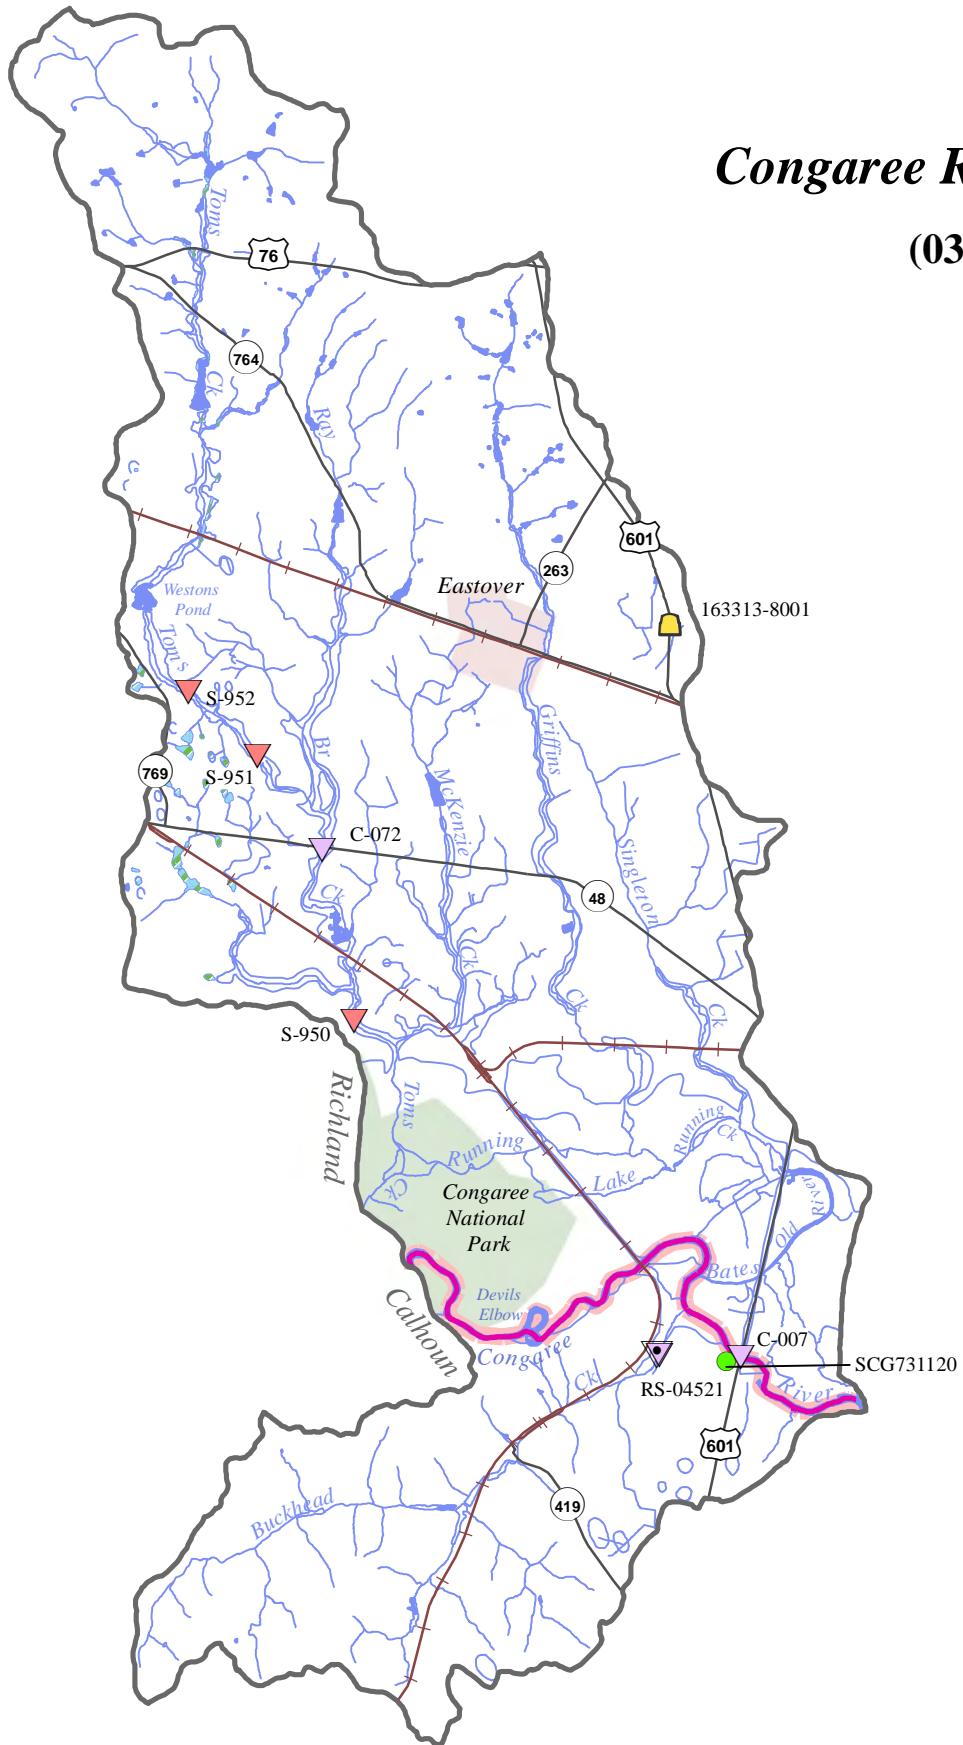 Congaree R
(03
Toms
76
764
Ck
Ray
601
263
Eastover
163313-8001
Westons
Pond
Toms
S-952
Griffins
Br
S-951
769
McKenzie
C-072
Singleton
48
Ck
Ck
Ck
Ck
S-950
Richland
Toms
Running
Ck
Running
Lake
Ck
Congaree
National
Park
River
Old
Bates
Calhoun
Devils
Elbow
Congaree
C-007
SCG731120
RS-04521
Ck
River
601
Buckhead
419